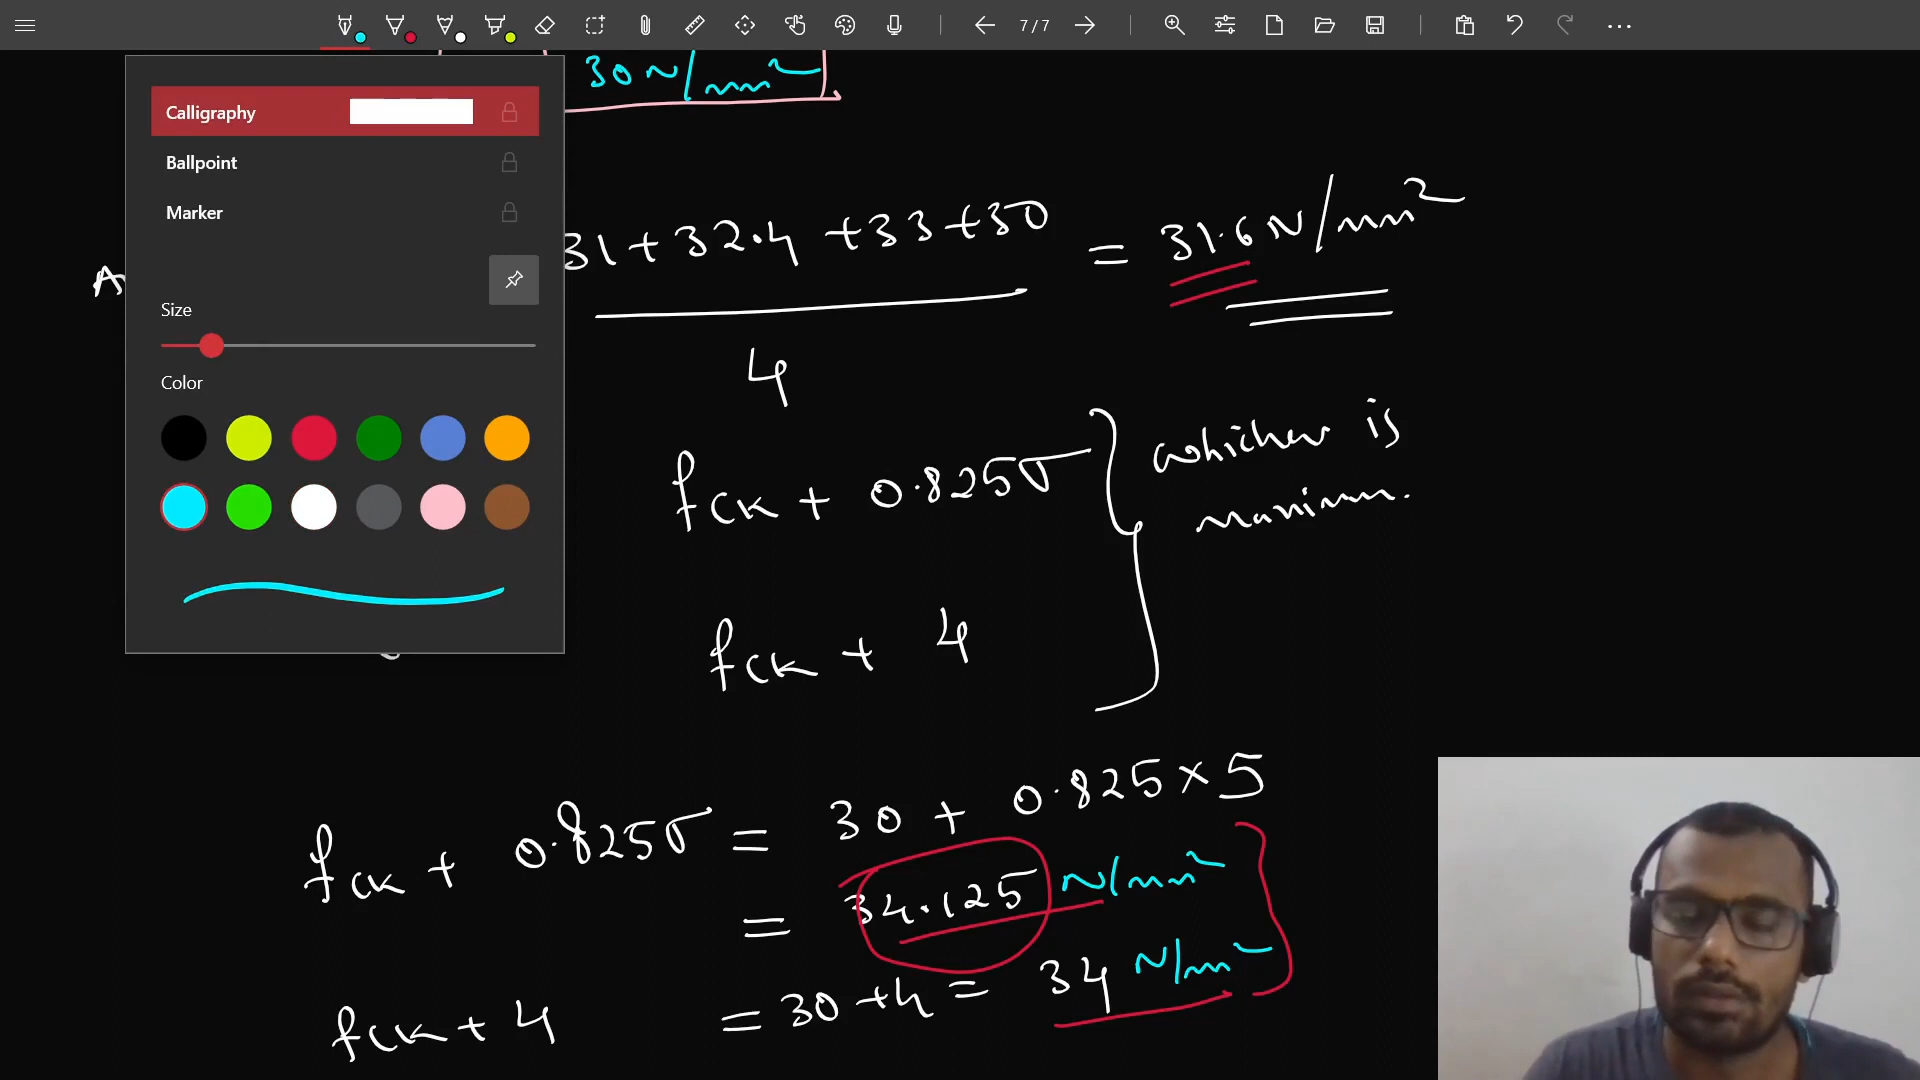 7 / 7
30 N/mm²
Calligraphy
Ballpoint
Marker
Size
Color
A
31 + 32.4 + 33 + 30 = 31.6 N/mm²
4
fck + 0.825σ whicher is
maximum.
fck + 4
fck + 0.825σ = 30 + 0.825 × 5
= 34.125 N/mm²
fck + 4 = 30 + 4 = 34 N/mm²